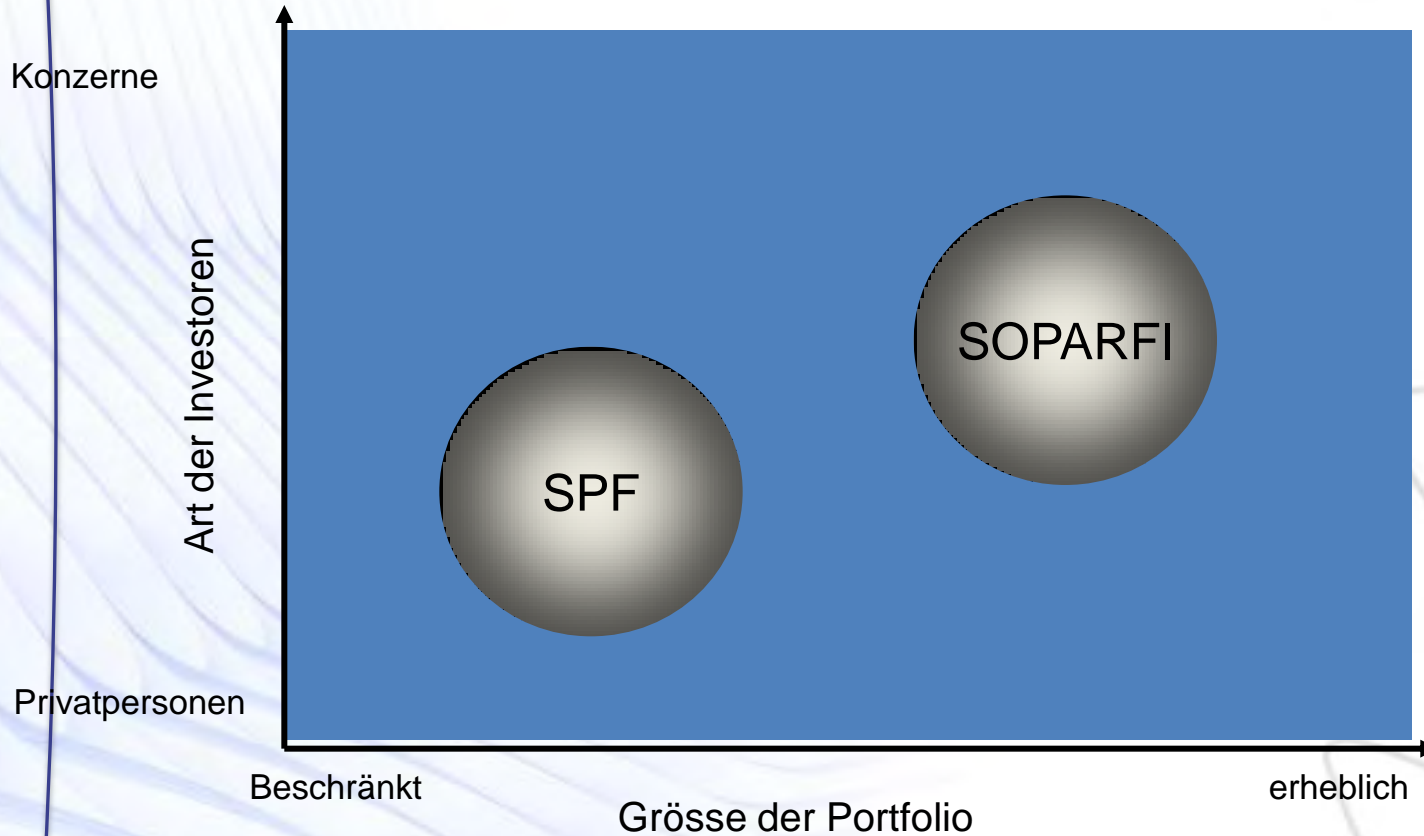 Konzerne
Art der Investoren
SOPARFI
SPF
Privatpersonen
Beschränkt
erheblich
Grösse der Portfolio